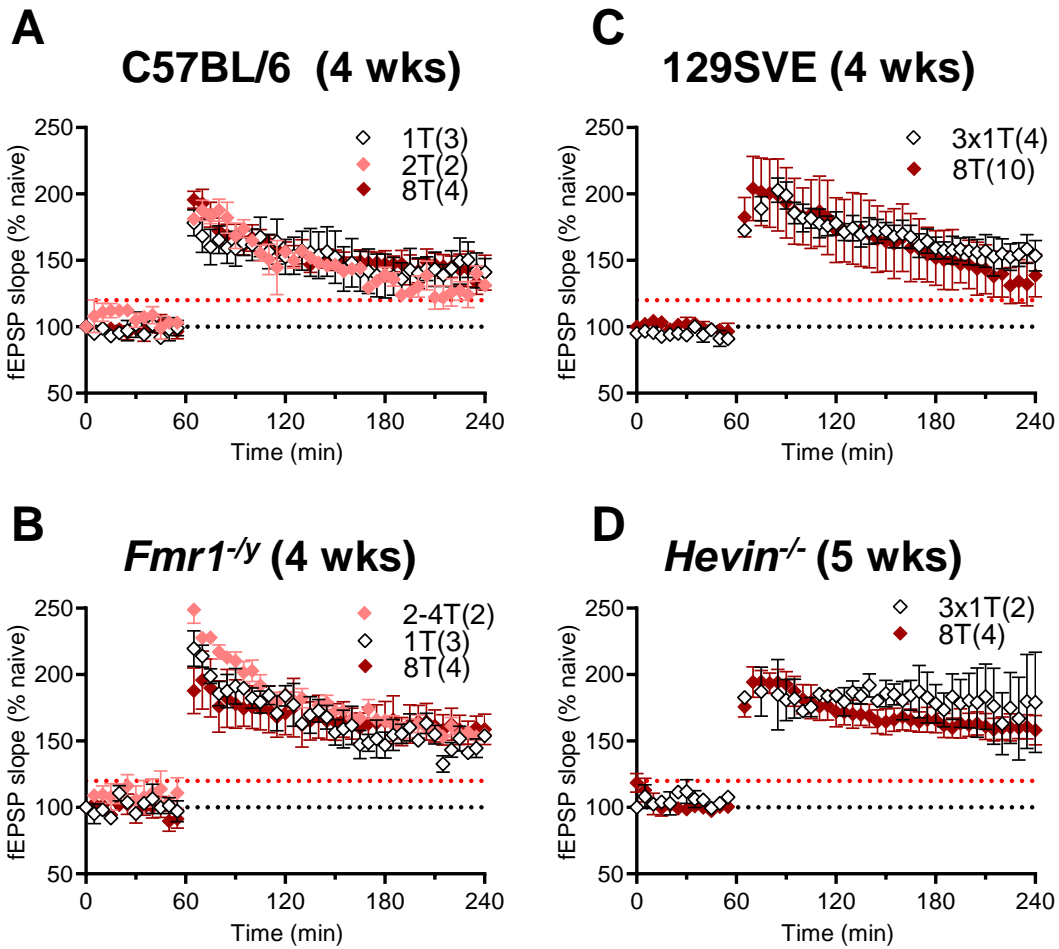 A
C57BL/6 (4 wks)
1T(3)
2T(2)
8T(4)
fEPSP slope (% naive)
250
200
150
100
50
0 60 120 180 240
Time (min)
C
129SVE (4 wks)
3x1T(4)
8T(10)
fEPSP slope (% naive)
250
200
150
100
50
0 60 120 180 240
Time (min)
B
Fmr1-/y (4 wks)
2-4T(2)
1T(3)
8T(4)
fEPSP slope (% naive)
250
200
150
100
50
0 60 120 180 240
Time (min)
D
Hevin-/- (5 wks)
3x1T(2)
8T(4)
fEPSP slope (% naive)
250
200
150
100
50
0 60 120 180 240
Time (min)